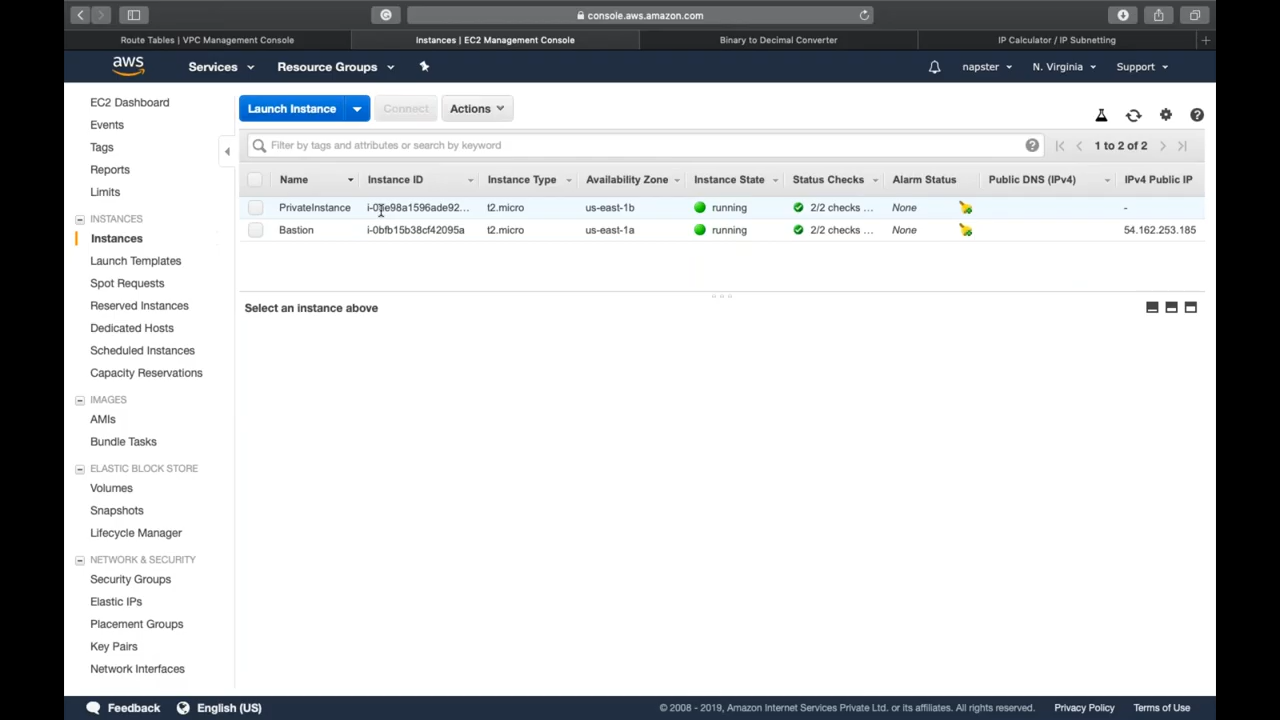 console.aws.amazon.com
Route Tables | VPC Management Console
Instances | EC2 Management Console
Binary to Decimal Converter
IP Calculator / IP Subnetting
aws
Services
Resource Groups
napster
N. Virginia
Support
EC2 Dashboard
Events
Tags
Reports
Limits
INSTANCES
Instances
Launch Templates
Spot Requests
Reserved Instances
Dedicated Hosts
Scheduled Instances
Capacity Reservations
IMAGES
AMIs
Bundle Tasks
ELASTIC BLOCK STORE
Volumes
Snapshots
Lifecycle Manager
NETWORK & SECURITY
Security Groups
Elastic IPs
Placement Groups
Key Pairs
Network Interfaces
Launch Instance
Connect
Actions
Filter by tags and attributes or search by keyword
1 to 2 of 2
Name Instance ID Instance Type Availability Zone Instance State Status Checks Alarm Status Public DNS (IPv4) IPv4 Public IP
PrivateInstance t2.micro us-east-1b running 2/2 checks ... None -
Bastion i-0bfb15b38cf42095a t2.micro us-east-1a running 2/2 checks ... None 54.162.253.185
Select an instance above
Feedback
English (US)
© 2008 - 2019, Amazon Internet Services Private Ltd. or its affiliates. All rights reserved.
Privacy Policy
Terms of Use